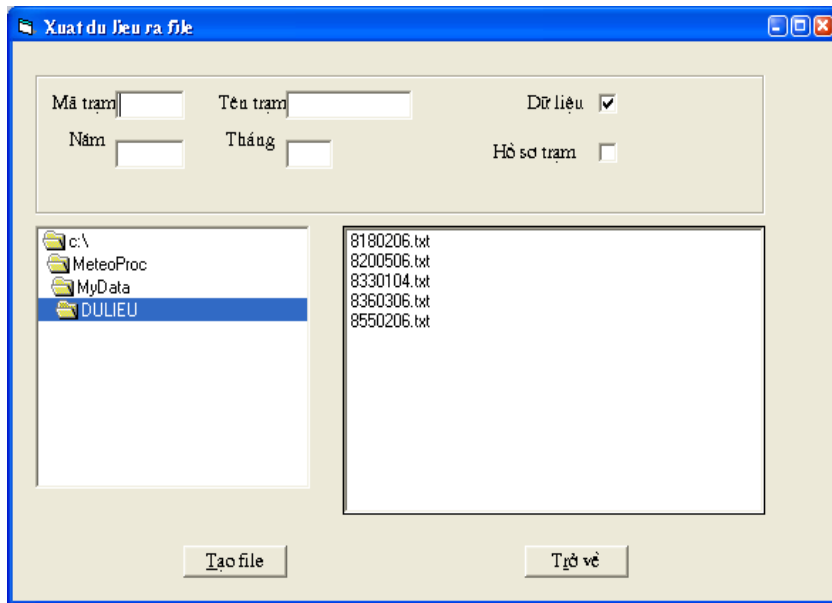 Xuat du lieu ra file
Mã trạm Tên trạm Dữ liệu
Năm Tháng
Hồ sơ trạm
c:\
MeteoProc
MyData
DULIEU
8180206.txt
8200506.txt
8330104.txt
8360306.txt
8550206.txt
Tạo file Trở về